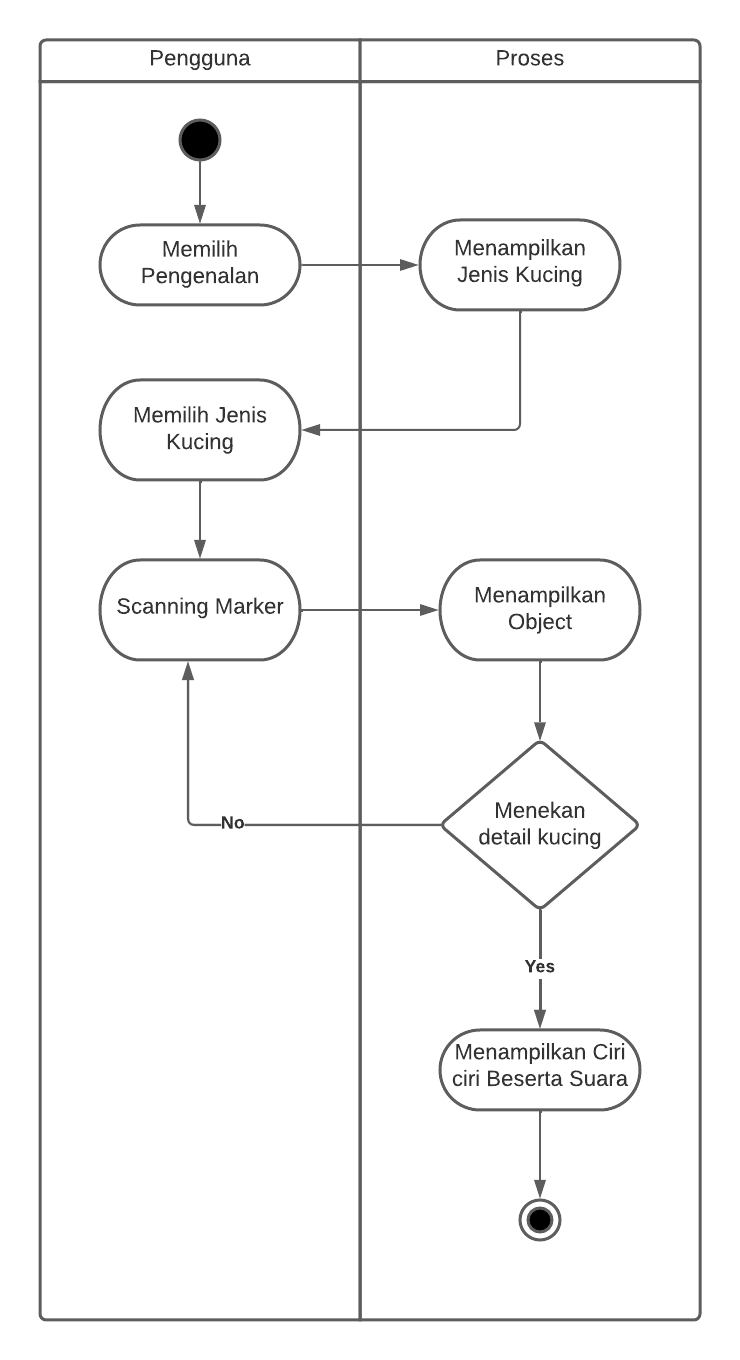 Pengguna
Proses
Memilih
Pengenalan
Menampilkan
Jenis Kucing
Memilih Jenis
Kucing
Scanning Marker
Menampilkan
Object
Menekan
detail kucing
No
Yes
Menampilkan Ciri
ciri Beserta Suara